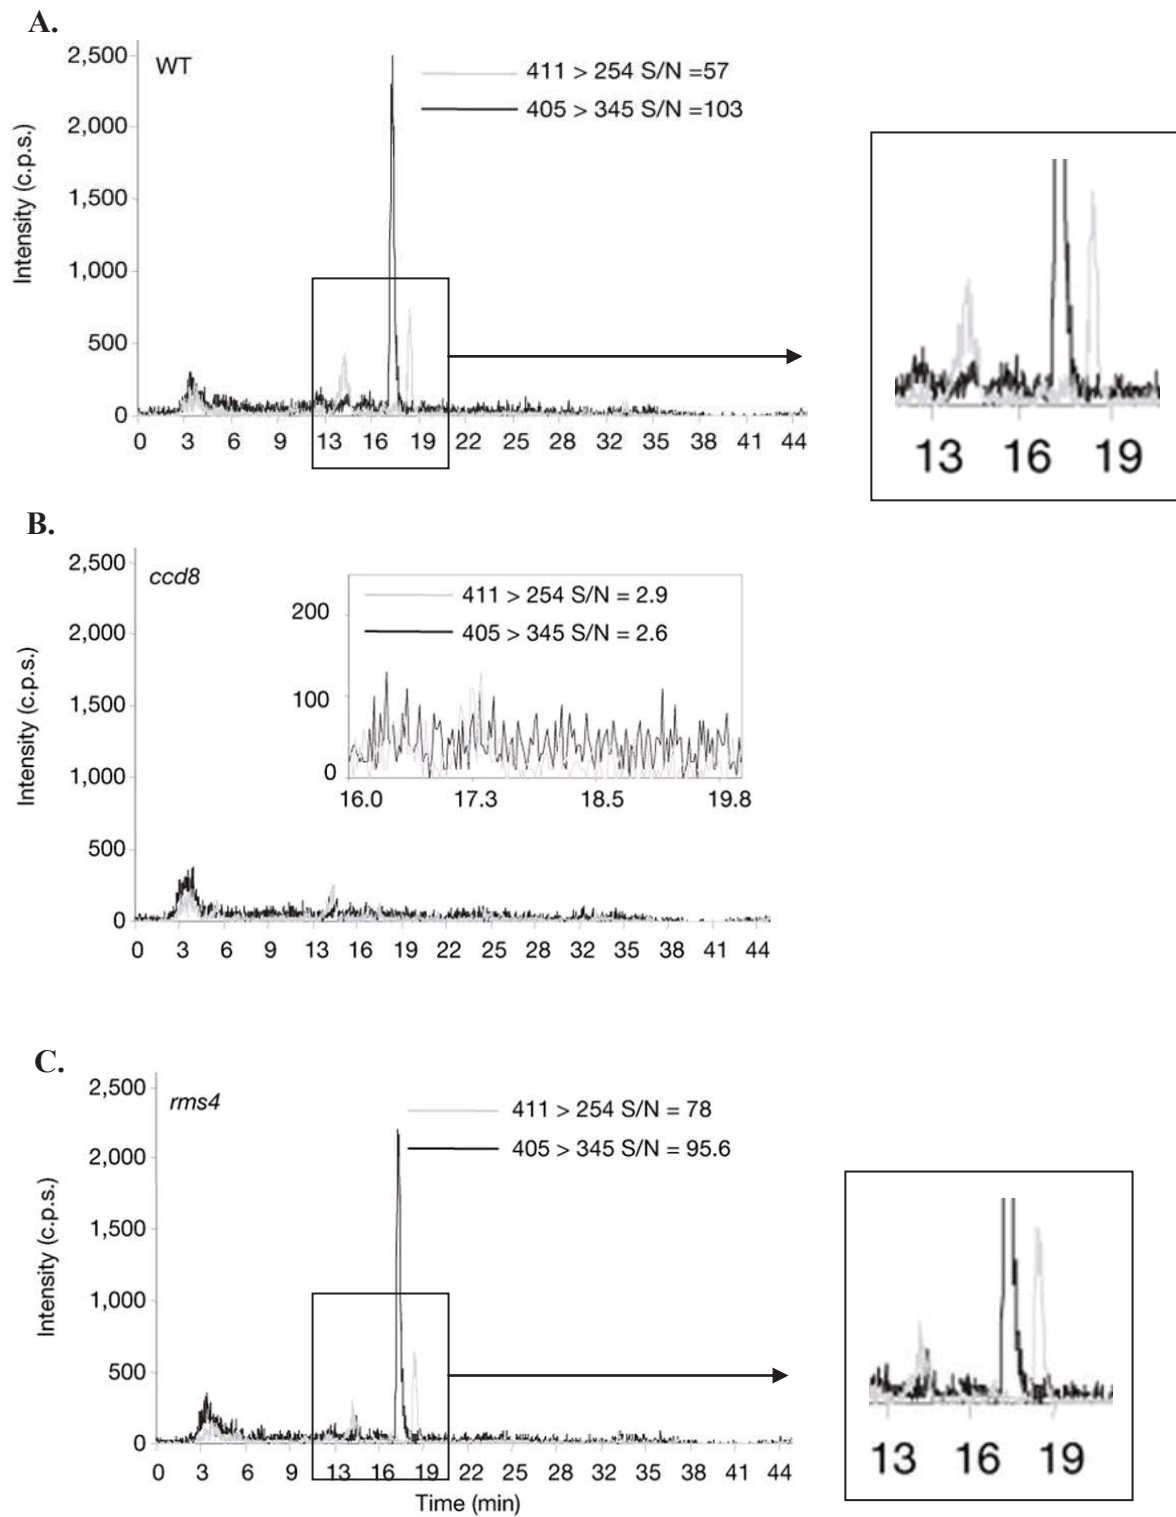 A.
WT
411 > 254 S/N =57
405 > 345 S/N =103
Intensity (c.p.s.)
2,500
2,000
1,500
1,000
500
0
0 3 6 9 13 16 19 22 25 28 32 35 38 41 44
13 16 19
B.
ccd8
Intensity (c.p.s.)
2,500
2,000
1,500
1,000
500
0
411 > 254 S/N = 2.9
405 > 345 S/N = 2.6
200
100
0
16.0 17.3 18.5 19.8
0 3 6 9 13 16 19 22 25 28 32 35 38 41 44
C.
rms4
411 > 254 S/N = 78
405 > 345 S/N = 95.6
Intensity (c.p.s.)
2,500
2,000
1,500
1,000
500
0
0 3 6 9 13 16 19 22 25 28 32 35 38 41 44
Time (min)
13 16 19